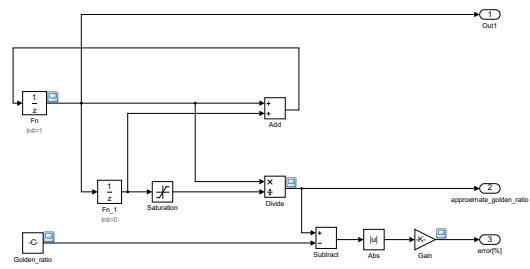 1
Out1
1
z
Fn
Init=1
+
+
Add
1
z
Fn_1
Init=0
Saturation
×
÷
Divide
2
approximate_golden_ratio
-C-
Golden_ratio
+
−
Subtract
|u|
Abs
-K-
Gain
3
error[%]